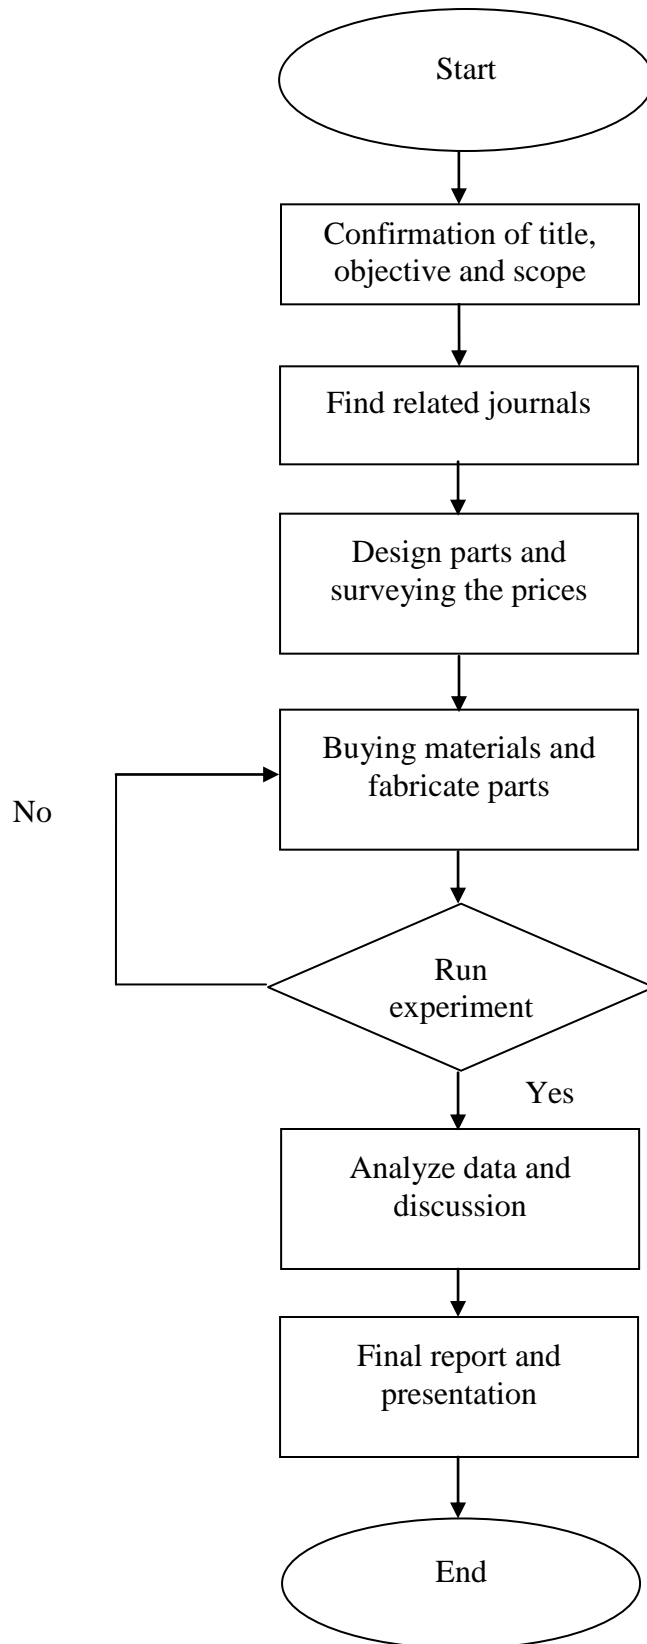 Start
Confirmation of title,
objective and scope
Find related journals
Design parts and
surveying the prices
Buying materials and
fabricate parts
No
Run
experiment
Yes
Analyze data and
discussion
Final report and
presentation
End